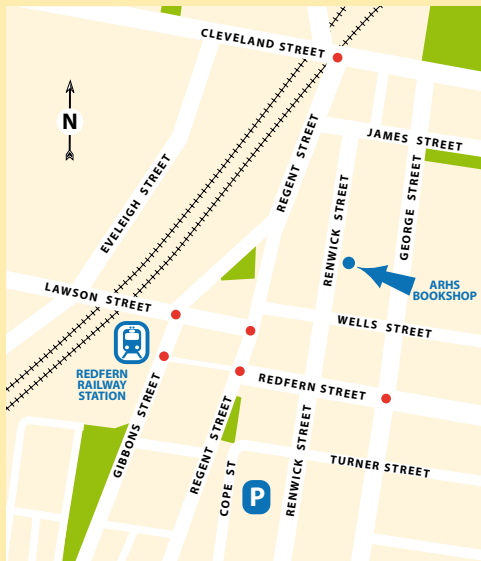 CLEVELAND STREET
N
JAMES STREET
REGENT STREET
EVELEIGH STREET
RENWICK STREET
GEORGE STREET
ARHS
BOOKSHOP
LAWSON STREET
WELLS STREET
REDFERN
RAILWAY
STATION
REDFERN STREET
GIBBONS STREET
REGENT STREET
RENWICK STREET
COPE ST
TURNER STREET
P